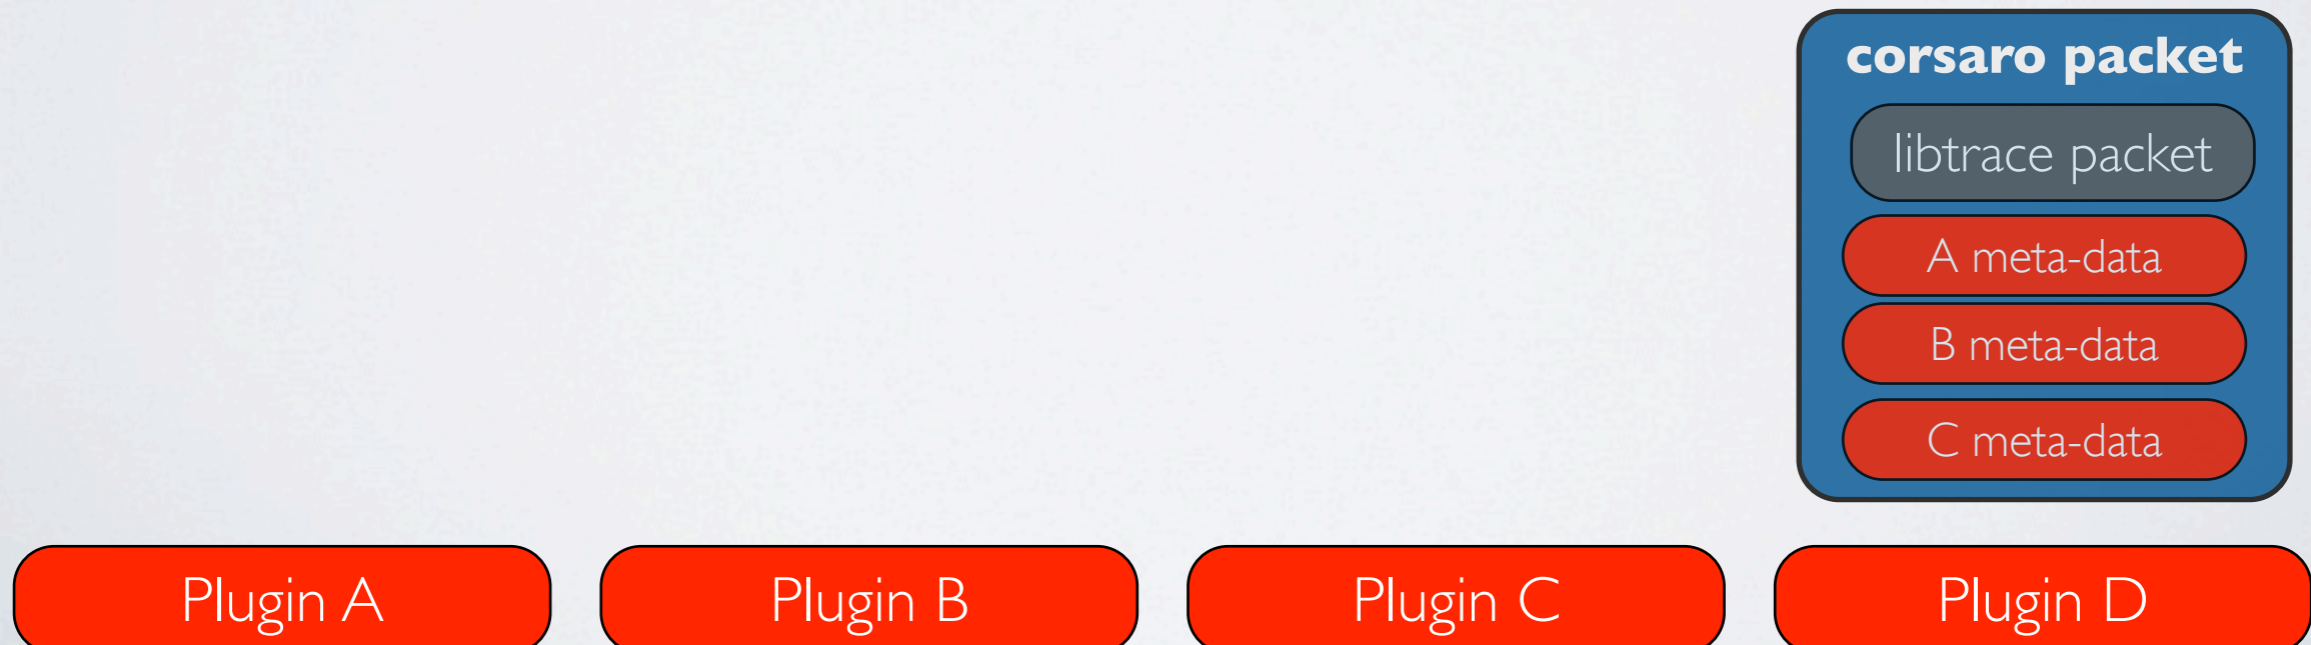 corsaro packet
libtrace packet
A meta-data
B meta-data
C meta-data
Plugin A
Plugin B
Plugin C
Plugin D